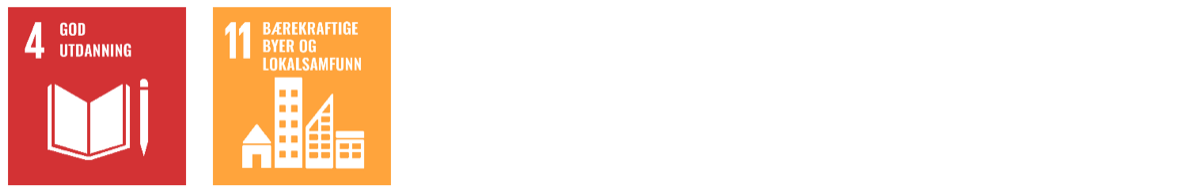 4
GOD
UTDANNING
11
BÆREKRAFTIGE
BYER OG
LOKALSAMFUNN